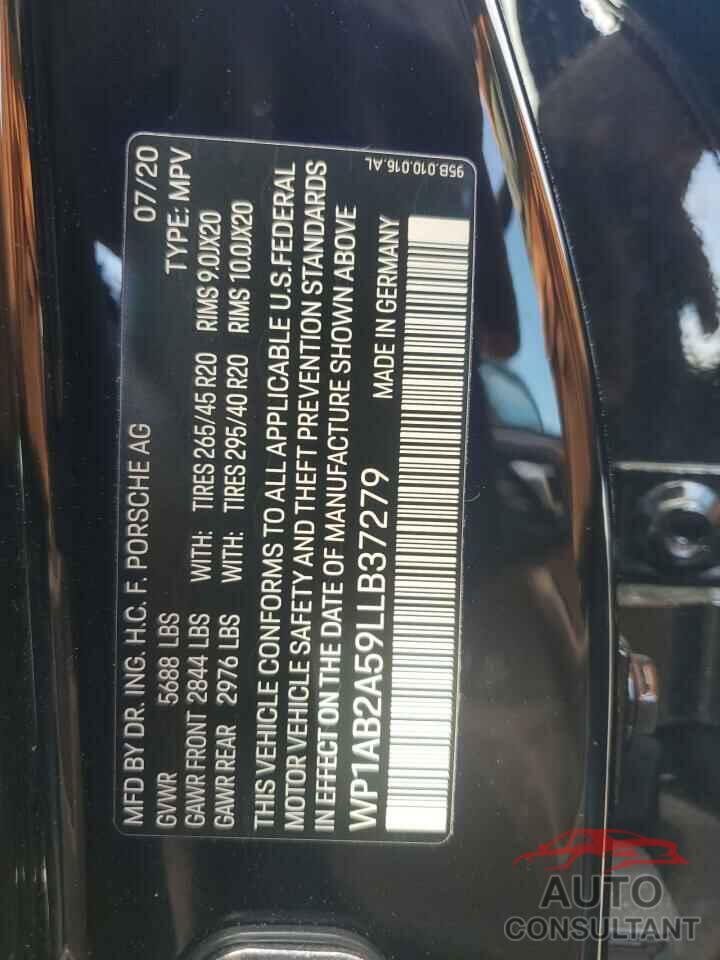 MFD BY DR. ING. H.C. F. PORSCHE AG 07/20
GVWR 5688 LBS TYPE: MPV
GAWR FRONT 2844 LBS WITH: TIRES 265/45 R20 RIMS 9.0JX20
GAWR REAR 2976 LBS WITH: TIRES 295/40 R20 RIMS 10.0JX20
THIS VEHICLE CONFORMS TO ALL APPLICABLE U.S.FEDERAL
MOTOR VEHICLE SAFETY AND THEFT PREVENTION STANDARDS
IN EFFECT ON THE DATE OF MANUFACTURE SHOWN ABOVE
WP1AB2A59LLB37279 MADE IN GERMANY
95B.010.016.AL
AUTO
CONSULTANT